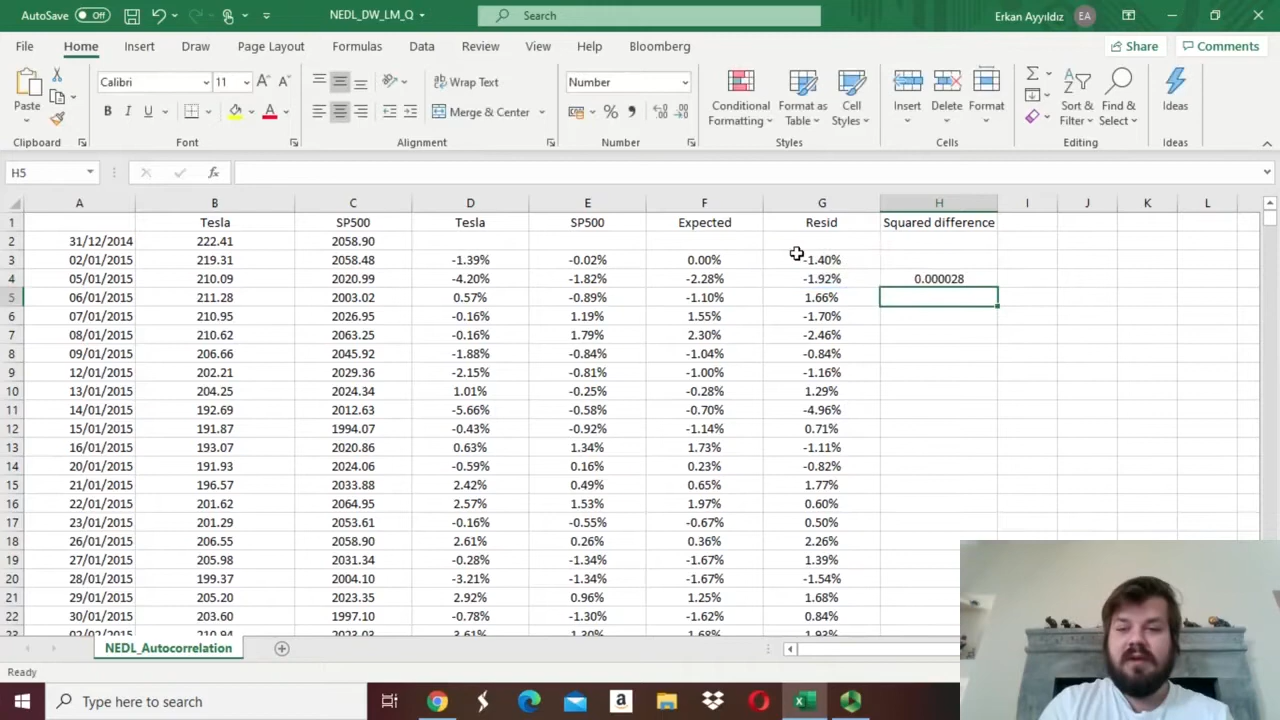 AutoSave Off NEDL_DW_LM_Q Search Erkan Ayyıldız EA
File Home Insert Draw Page Layout Formulas Data Review View Help Bloomberg Share Comments
Calibri 11 A A Wrap Text Number
Paste B I U A Merge & Center % Conditional Formatting Format as Table Cell Styles Insert Delete Format Sort & Filter Find & Select Ideas
Clipboard Font Alignment Number Styles Cells Editing Ideas
H5 fx
A B C D E F G H I J K L
1 Tesla SP500 Tesla SP500 Expected Resid Squared difference
2 31/12/2014 222.41 2058.90
3 02/01/2015 219.31 2058.48 -1.39% -0.02% 0.00% -1.40%
4 05/01/2015 210.09 2020.99 -4.20% -1.82% -2.28% -1.92% 0.000028
5 06/01/2015 211.28 2003.02 0.57% -0.89% -1.10% 1.66%
6 07/01/2015 210.95 2026.95 -0.16% 1.19% 1.55% -1.70%
7 08/01/2015 210.62 2063.25 -0.16% 1.79% 2.30% -2.46%
8 09/01/2015 206.66 2045.92 -1.88% -0.84% -1.04% -0.84%
9 12/01/2015 202.21 2029.36 -2.15% -0.81% -1.00% -1.16%
10 13/01/2015 204.25 2024.34 1.01% -0.25% -0.28% 1.29%
11 14/01/2015 192.69 2012.63 -5.66% -0.58% -0.70% -4.96%
12 15/01/2015 191.87 1994.07 -0.43% -0.92% -1.14% 0.71%
13 16/01/2015 193.07 2020.86 0.63% 1.34% 1.73% -1.11%
14 20/01/2015 191.93 2024.06 -0.59% 0.16% 0.23% -0.82%
15 21/01/2015 196.57 2033.88 2.42% 0.49% 0.65% 1.77%
16 22/01/2015 201.62 2064.95 2.57% 1.53% 1.97% 0.60%
17 23/01/2015 201.29 2053.61 -0.16% -0.55% -0.67% 0.50%
18 26/01/2015 206.55 2058.90 2.61% 0.26% 0.36% 2.26%
19 27/01/2015 205.98 2031.34 -0.28% -1.34% -1.67% 1.39%
20 28/01/2015 199.37 2004.10 -3.21% -1.34% -1.67% -1.54%
21 29/01/2015 205.20 2023.35 2.92% 0.96% 1.25% 1.68%
22 30/01/2015 203.60 1997.10 -0.78% -1.30% -1.62% 0.84%
23 02/02/2015 210.94 2023.03 3.61% 1.30% 1.68% 1.93%
NEDL_Autocorrelation
Ready
Type here to search